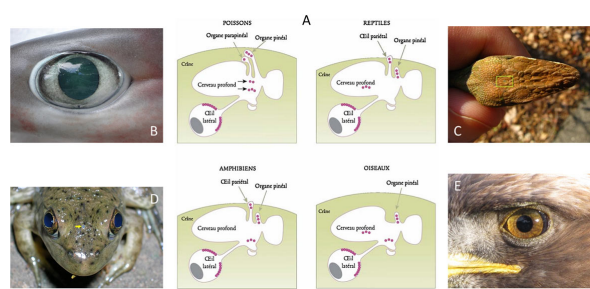 A
POISSONS
Organe parapinéal
Organe pinéal
Crâne
Cerveau profond
Œil
latéral
REPTILES
Œil pariétal
Organe pinéal
Crâne
Cerveau profond
Œil
latéral
B
C
AMPHIBIENS
Œil pariétal
Organe pinéal
Crâne
Cerveau profond
Œil
latéral
OISEAUX
Organe pinéal
Crâne
Cerveau profond
Œil
latéral
D
E